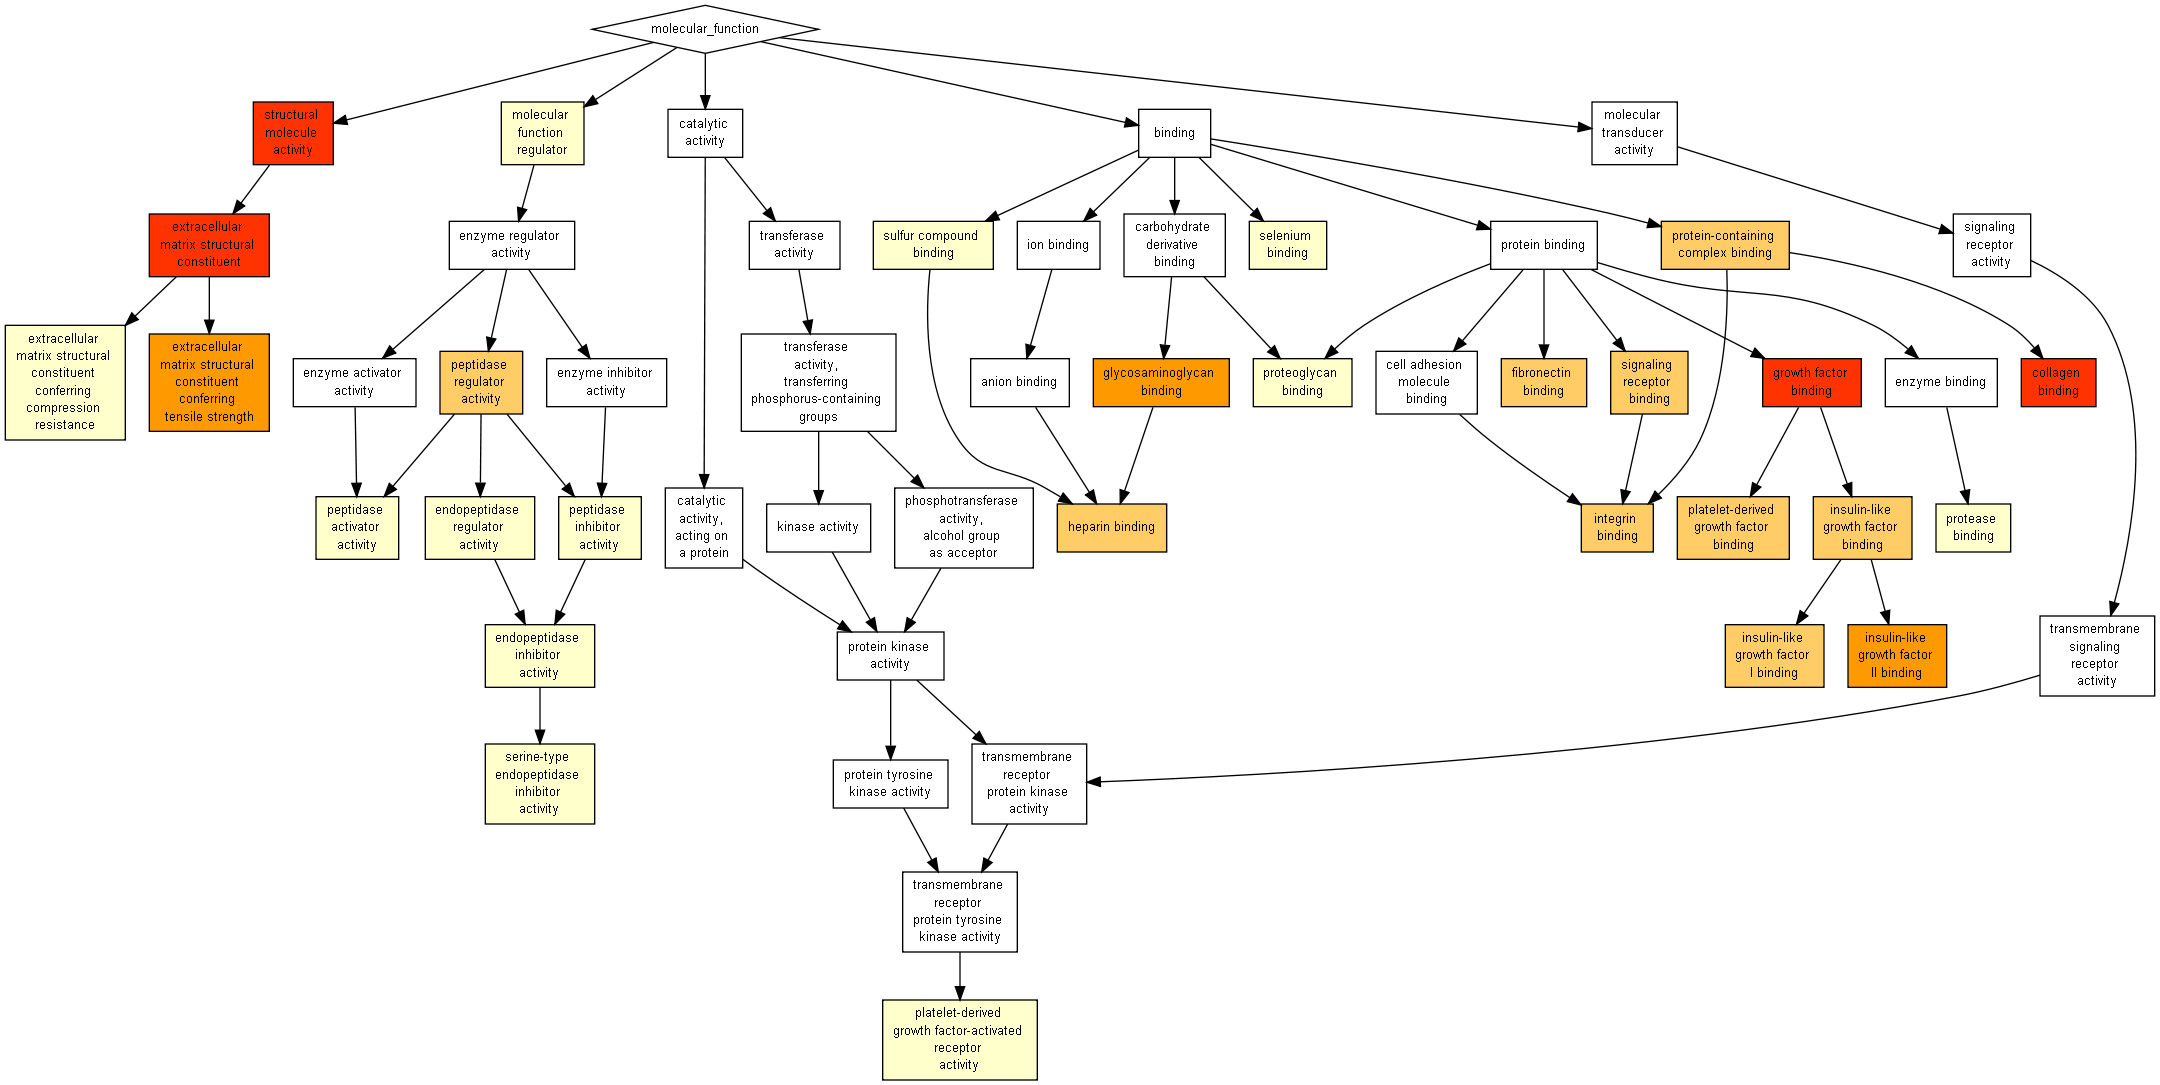 molecular_function
structural
molecule
activity
molecular
function
regulator
catalytic
activity
binding
molecular
transducer
activity
extracellular
matrix structural
constituent
enzyme regulator
activity
transferase
activity
sulfur compound
binding
ion binding
carbohydrate
derivative
binding
selenium
binding
protein binding
protein-containing
complex binding
signaling
receptor
activity
extracellular
matrix structural
constituent
conferring
compression
resistance
extracellular
matrix structural
constituent
conferring
tensile strength
enzyme activator
activity
peptidase
regulator
activity
enzyme inhibitor
activity
transferase
activity,
transferring
phosphorus-containing
groups
anion binding
glycosaminoglycan
binding
proteoglycan
binding
cell adhesion
molecule
binding
fibronectin
binding
signaling
receptor
binding
growth factor
binding
enzyme binding
collagen
binding
peptidase
activator
activity
endopeptidase
regulator
activity
peptidase
inhibitor
activity
catalytic
activity,
acting on
a protein
kinase activity
phosphotransferase
activity,
alcohol group
as acceptor
heparin binding
integrin
binding
platelet-derived
growth factor
binding
insulin-like
growth factor
binding
protease
binding
endopeptidase
inhibitor
activity
protein kinase
activity
insulin-like
growth factor
I binding
insulin-like
growth factor
II binding
transmembrane
signaling
receptor
activity
serine-type
endopeptidase
inhibitor
activity
protein tyrosine
kinase activity
transmembrane
receptor
protein kinase
activity
transmembrane
receptor
protein tyrosine
kinase activity
platelet-derived
growth factor-activated
receptor
activity